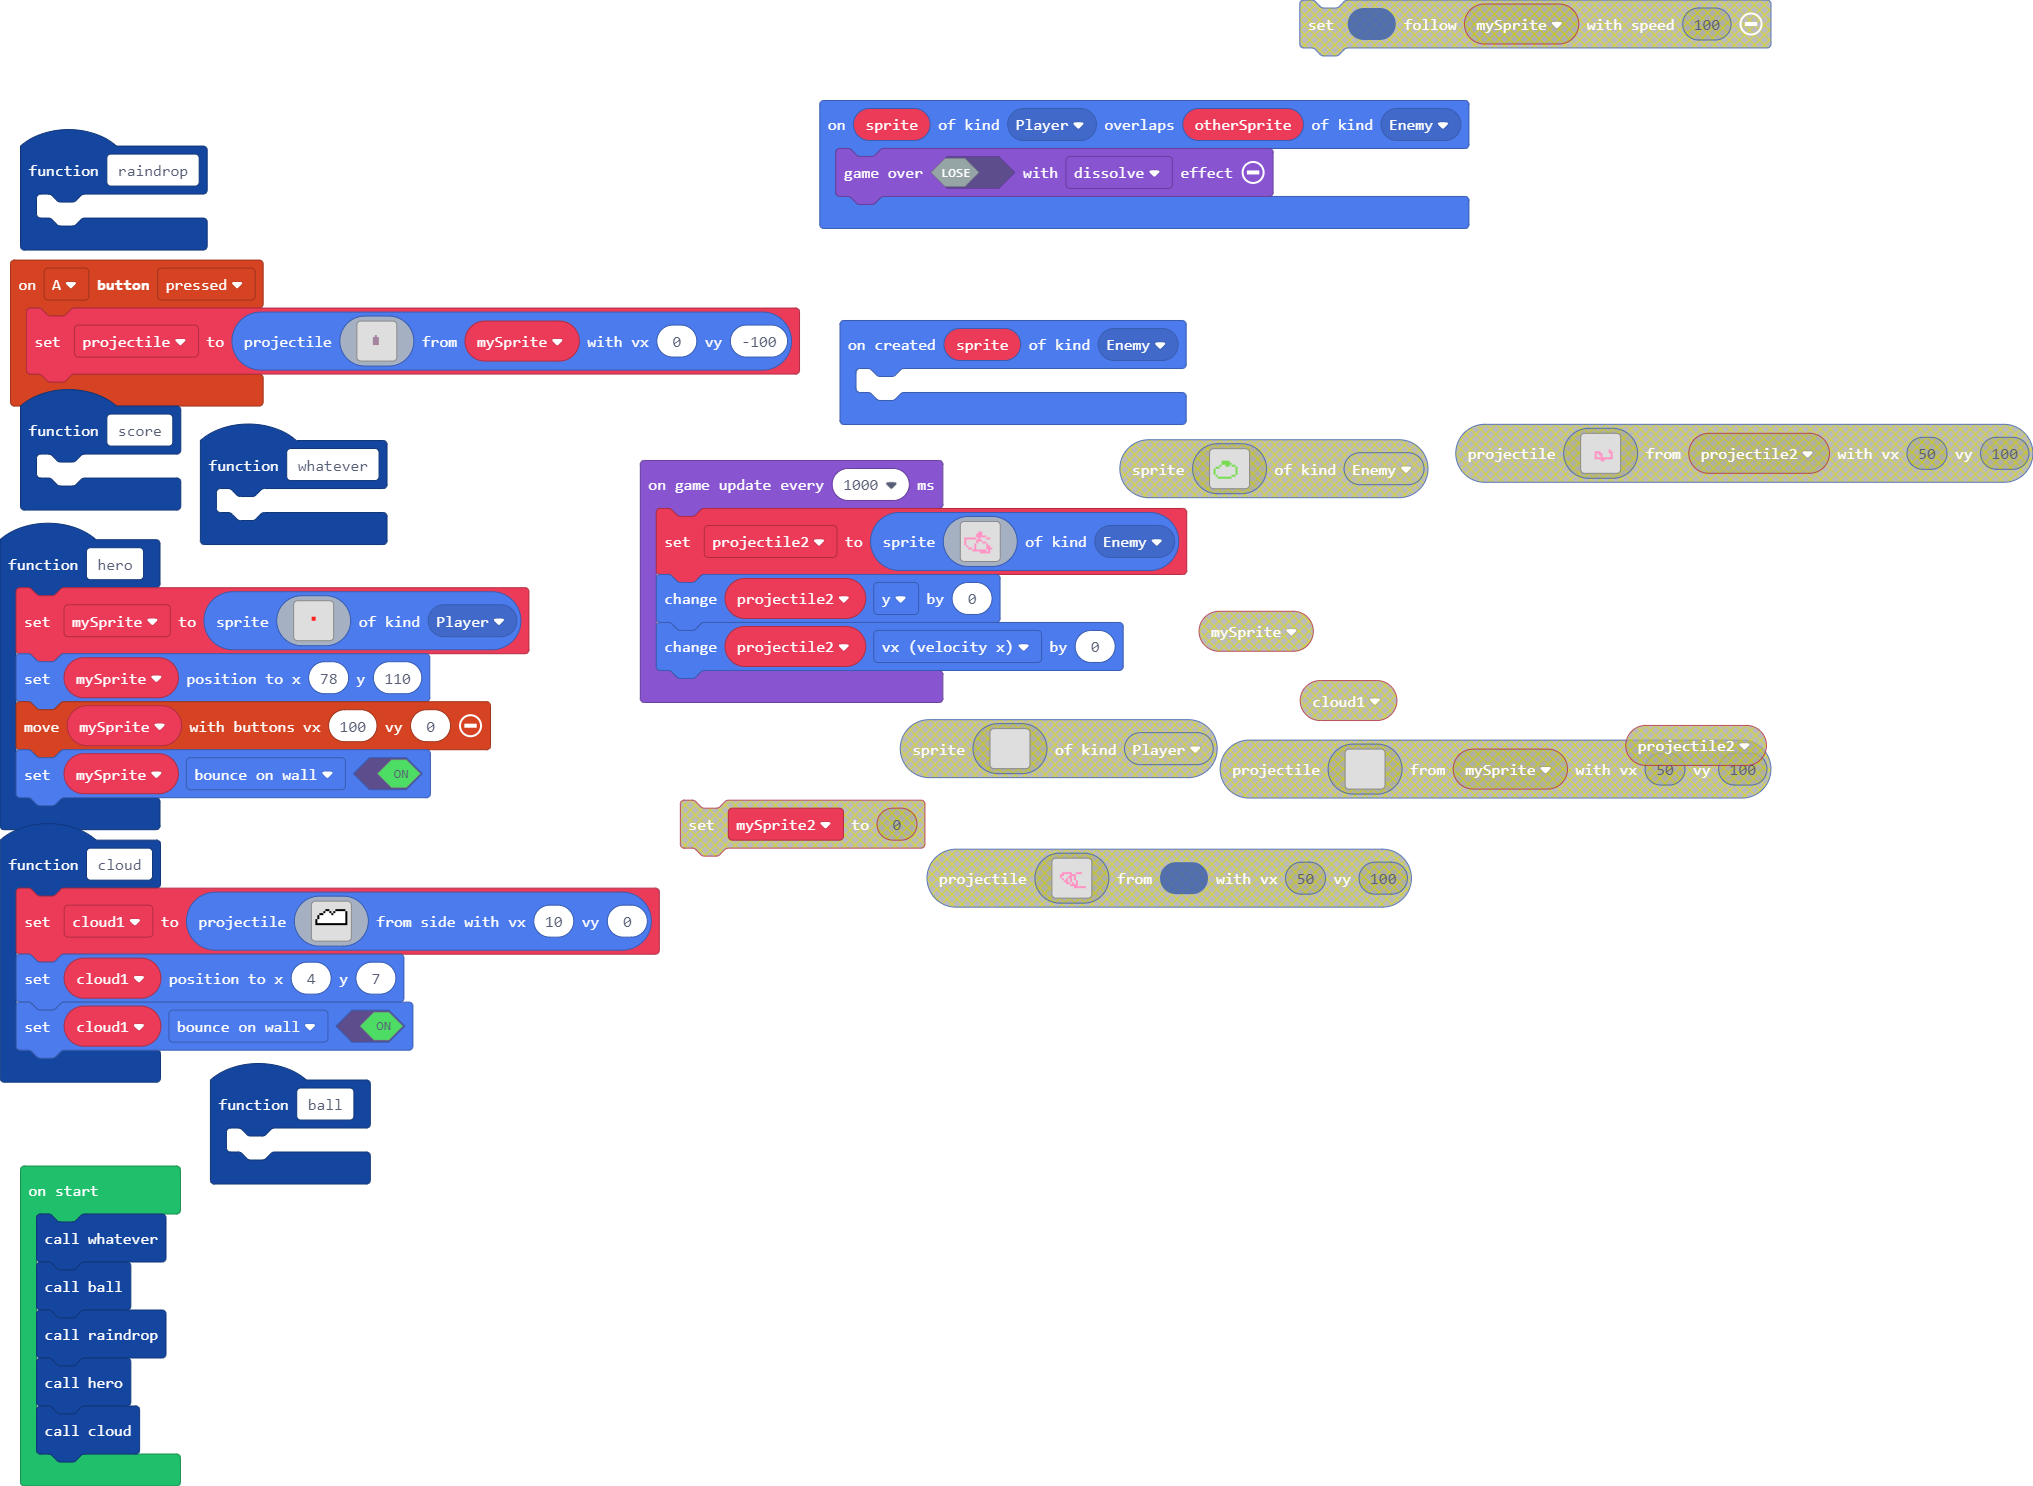 set follow mySprite with speed 100
on sprite of kind Player overlaps otherSprite of kind Enemy
game over LOSE with dissolve effect
function raindrop
on A button pressed
set projectile to projectile from mySprite with vx 0 vy -100
on created sprite of kind Enemy
function score
function whatever
sprite of kind Enemy
projectile from projectile2 with vx 50 vy 100
on game update every 1000 ms
set projectile2 to sprite of kind Enemy
change projectile2 y by 0
change projectile2 vx (velocity x) by 0
function hero
set mySprite to sprite of kind Player
set mySprite position to x 78 y 110
move mySprite with buttons vx 100 vy 0
set mySprite bounce on wall ON
mySprite
cloud1
projectile2
sprite of kind Player
projectile from mySprite with vx 50 vy 100
set mySprite2 to 0
projectile from with vx 50 vy 100
function cloud
set cloud1 to projectile from side with vx 10 vy 0
set cloud1 position to x 4 y 7
set cloud1 bounce on wall ON
function ball
on start
call whatever
call ball
call raindrop
call hero
call cloud